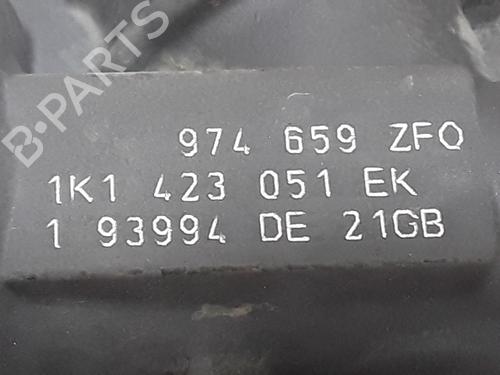 B-PARTS
974 659 ZFO
1K1 423 051 EK
1 93994 DE 21GB